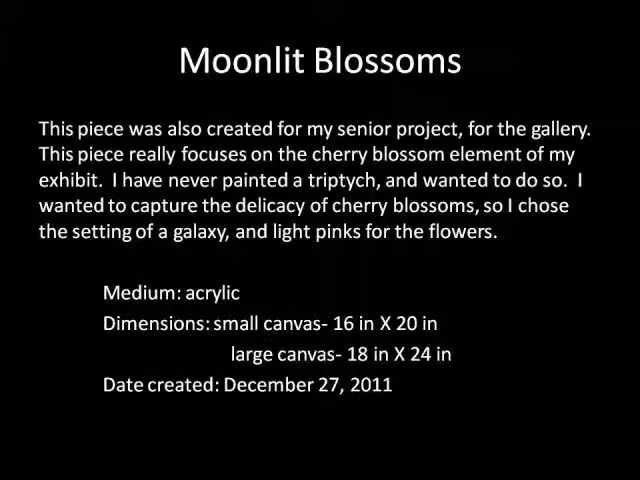 Moonlit Blossoms
This piece was also created for my senior project, for the gallery.
This piece really focuses on the cherry blossom element of my
exhibit. I have never painted a triptych, and wanted to do so. I
wanted to capture the delicacy of cherry blossoms, so I chose
the setting of a galaxy, and light pinks for the flowers.
Medium: acrylic
Dimensions: small canvas- 16 in X 20 in
large canvas- 18 in X 24 in
Date created: December 27, 2011